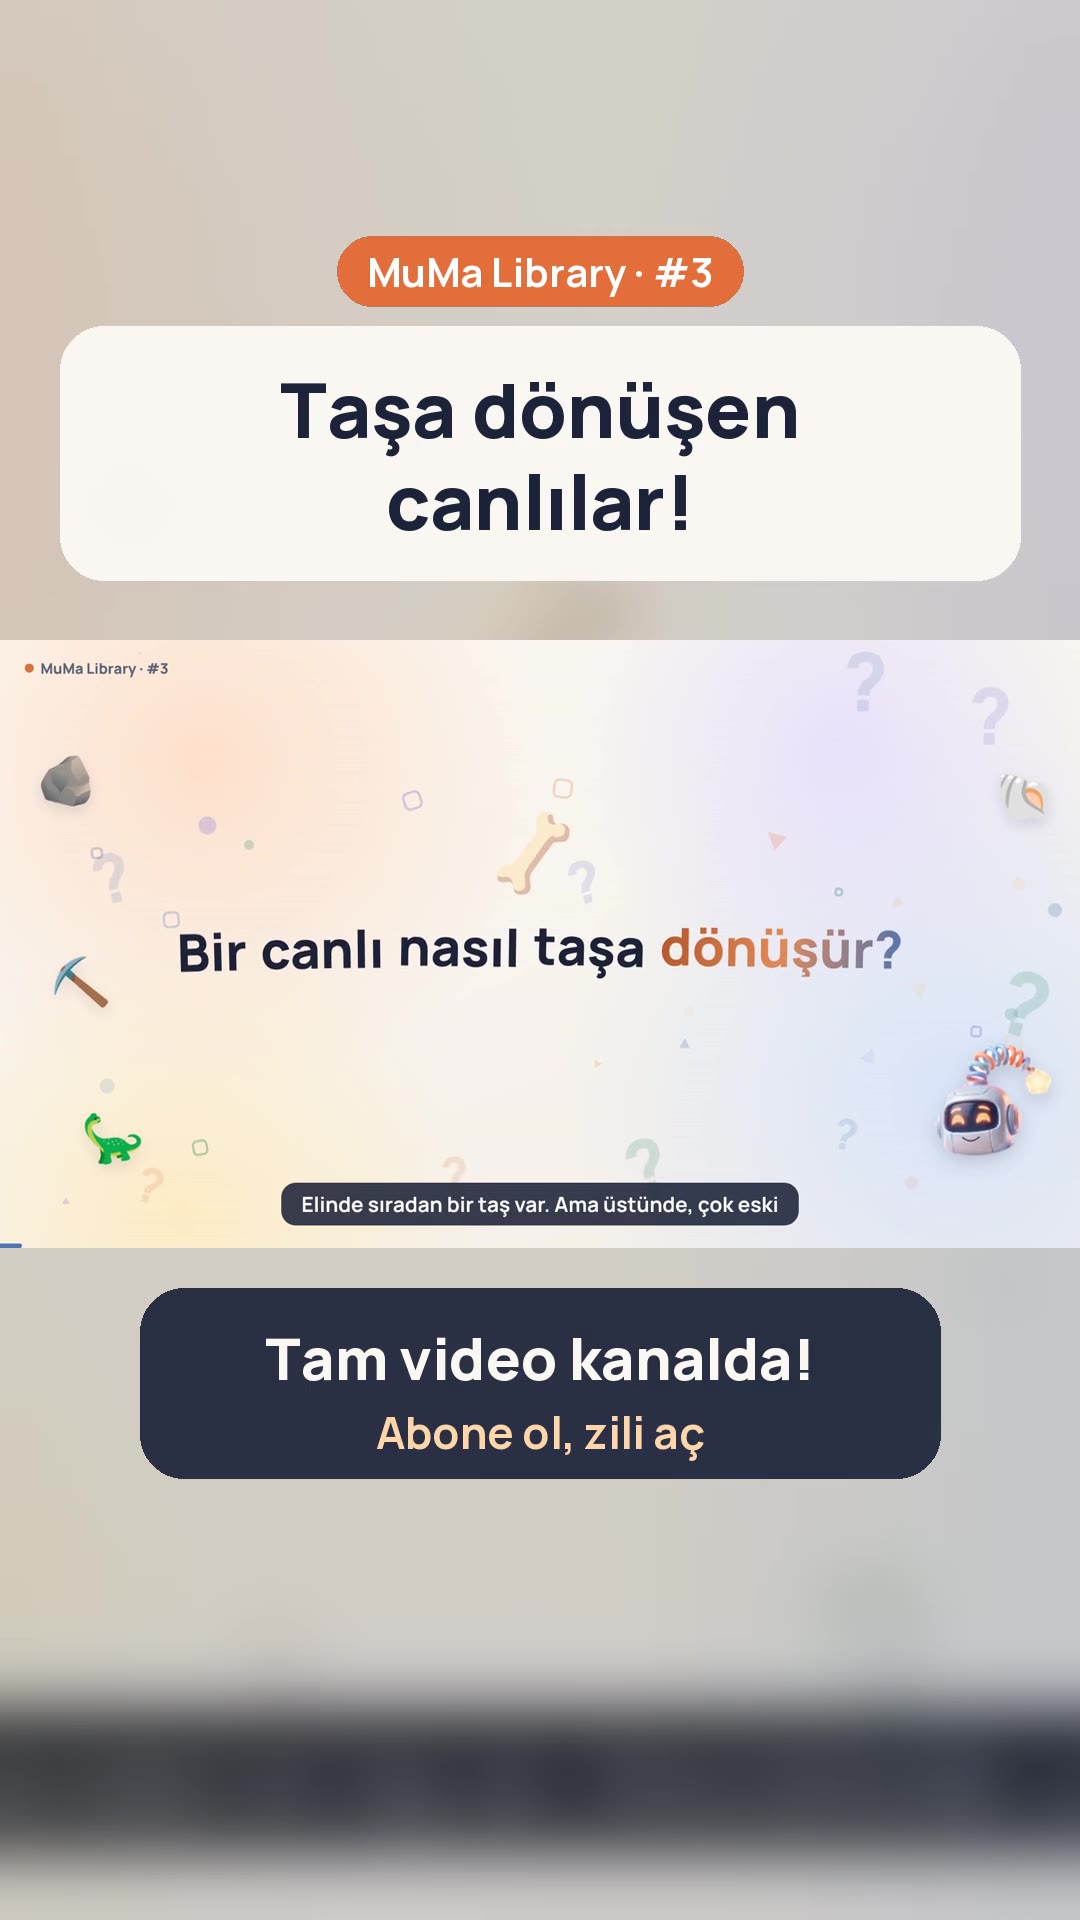 MuMa Library · #3
Taşa dönüşen
canlılar!
MuMa Library · #3
? ?
?
?
Bir canlı nasıl taşa dönüşür?
?
?
?
?
?
Elinde sıradan bir taş var. Ama üstünde, çok eski
Tam video kanalda!
Abone ol, zili aç